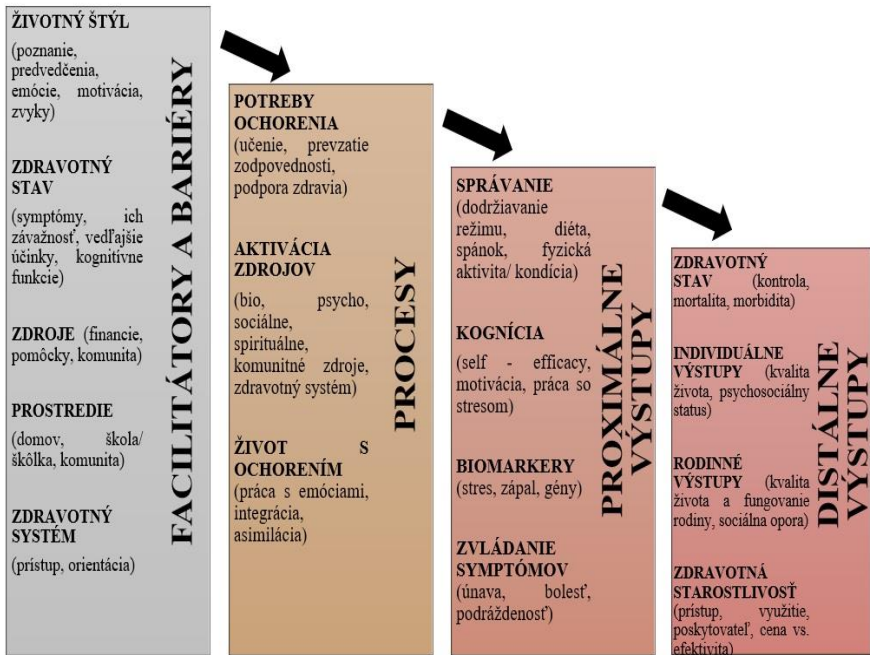 ŽIVOTNÝ ŠTÝL
(poznanie,
predvedčenia,
emócie, motivácia,
zvyky)
ZDRAVOTNÝ
STAV
(symptómy, ich
závažnosť, vedľajšie
účinky, kognitívne
funkcie)
ZDROJE (financie,
pomôcky, komunita)
PROSTREDIE
(domov, škola/
škôlka, komunita)
ZDRAVOTNÝ
SYSTÉM
(prístup, orientácia)
FACILITÁTORY A BARIÉRY
POTREBY
OCHORENIA
(učenie, prevzatie
zodpovednosti,
podpora zdravia)
AKTIVÁCIA
ZDROJOV
(bio, psycho,
sociálne,
spirituálne,
komunitné zdroje,
zdravotný systém)
ŽIVOT S
OCHORENÍM
(práca s emóciami,
integrácia,
asimilácia)
PROCESY
SPRÁVANIE
(dodržiavanie
režimu, diéta,
spánok, fyzická
aktivita/ kondícia)
KOGNÍCIA
(self - efficacy,
motivácia, práca so
stresom)
BIOMARKERY
(stres, zápal, gény)
ZVLÁDANIE
SYMPTÓMOV
(únava, bolesť,
podráždenosť)
PROXIMÁLNE
VÝSTUPY
ZDRAVOTNÝ
STAV (kontrola,
mortalita, morbidita)
INDIVIDUÁLNE
VÝSTUPY (kvalita
života, psychosociálny
status)
RODINNÉ
VÝSTUPY (kvalita
života a fungovanie
rodiny, sociálna opora)
ZDRAVOTNÁ
STAROSTLIVOSŤ
(prístup, využitie,
poskytovateľ, cena vs.
efektivita)
DISTÁLNE
VÝSTUPY